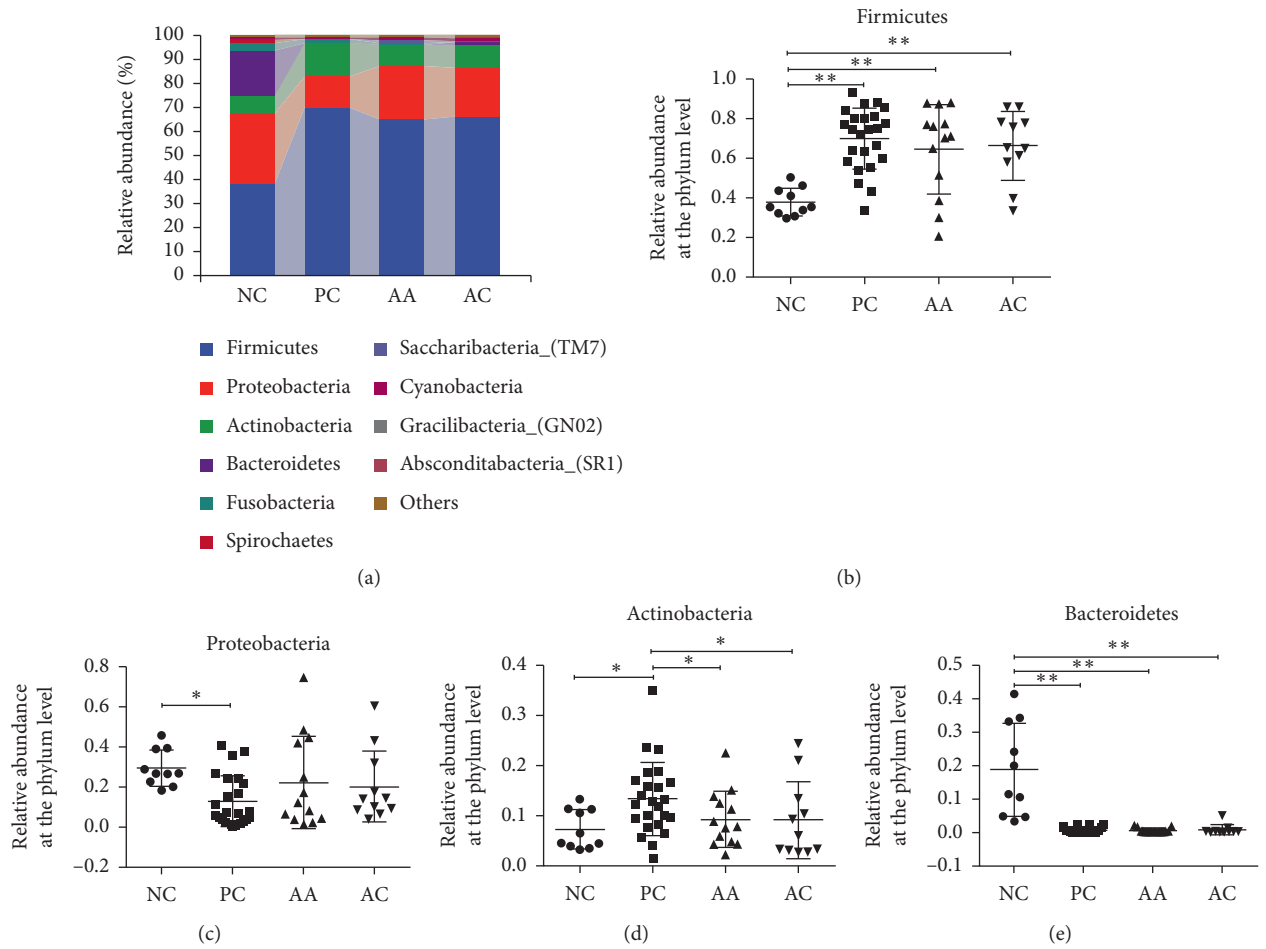 Relative abundance (%)
100
90
80
70
60
50
40
30
20
10
0
NC PC AA AC
Firmicutes
Proteobacteria
Actinobacteria
Bacteroidetes
Fusobacteria
Spirochaetes
Saccharibacteria_(TM7)
Cyanobacteria
Gracilibacteria_(GN02)
Absconditabacteria_(SR1)
Others
(a)
Firmicutes
Relative abundance
at the phylum level
1.0
0.8
0.6
0.4
0.2
0.0
**
**
**
NC PC AA AC
(b)
Proteobacteria
Relative abundance
at the phylum level
0.8
0.6
0.4
0.2
0.0
−0.2
*
NC PC AA AC
(c)
Actinobacteria
Relative abundance
at the phylum level
0.4
0.3
0.2
0.1
0.0
*
*
*
NC PC AA AC
(d)
Bacteroidetes
Relative abundance
at the phylum level
0.5
0.4
0.3
0.2
0.1
0.0
−0.1
**
**
**
NC PC AA AC
(e)